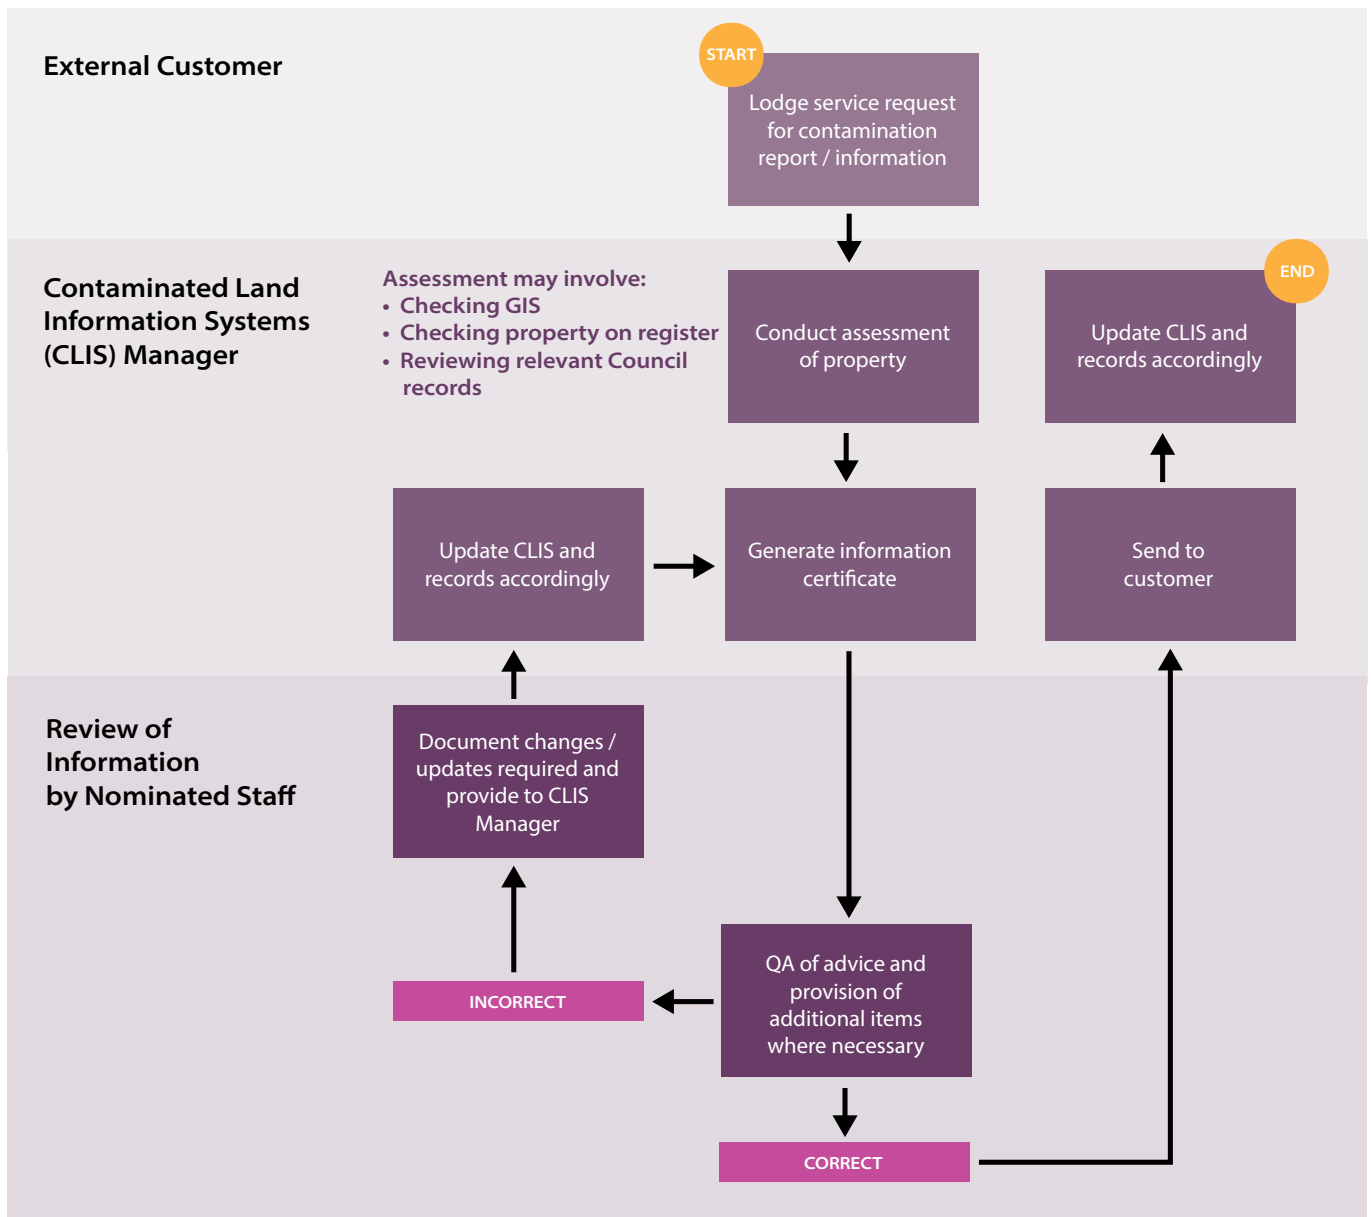 External Customer
START
Lodge service request
for contamination
report / information
Contaminated Land
Information Systems
(CLIS) Manager
Assessment may involve:
• Checking GIS
• Checking property on register
• Reviewing relevant Council
records
Conduct assessment
of property
END
Update CLIS and
records accordingly
Update CLIS and
records accordingly
Generate information
certificate
Send to
customer
Review of
Information
by Nominated Staff
Document changes /
updates required and
provide to CLIS
Manager
QA of advice and
provision of
additional items
where necessary
INCORRECT
CORRECT